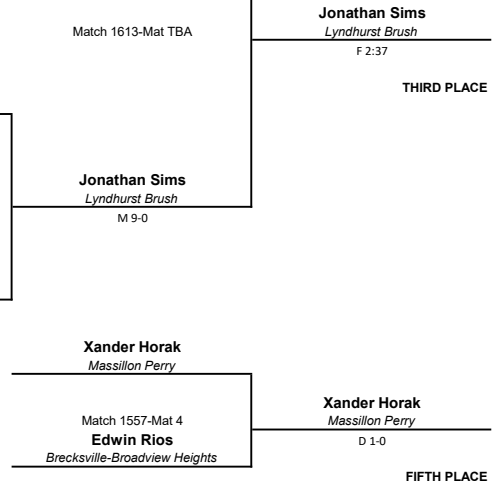 Jonathan Sims
Match 1613-Mat TBA
Lyndhurst Brush
F 2:37
THIRD PLACE
Jonathan Sims
Lyndhurst Brush
M 9-0
Xander Horak
Massillon Perry
Xander Horak
Match 1557-Mat 4
Massillon Perry
Edwin Rios
D 1-0
Brecksville-Broadview Heights
FIFTH PLACE